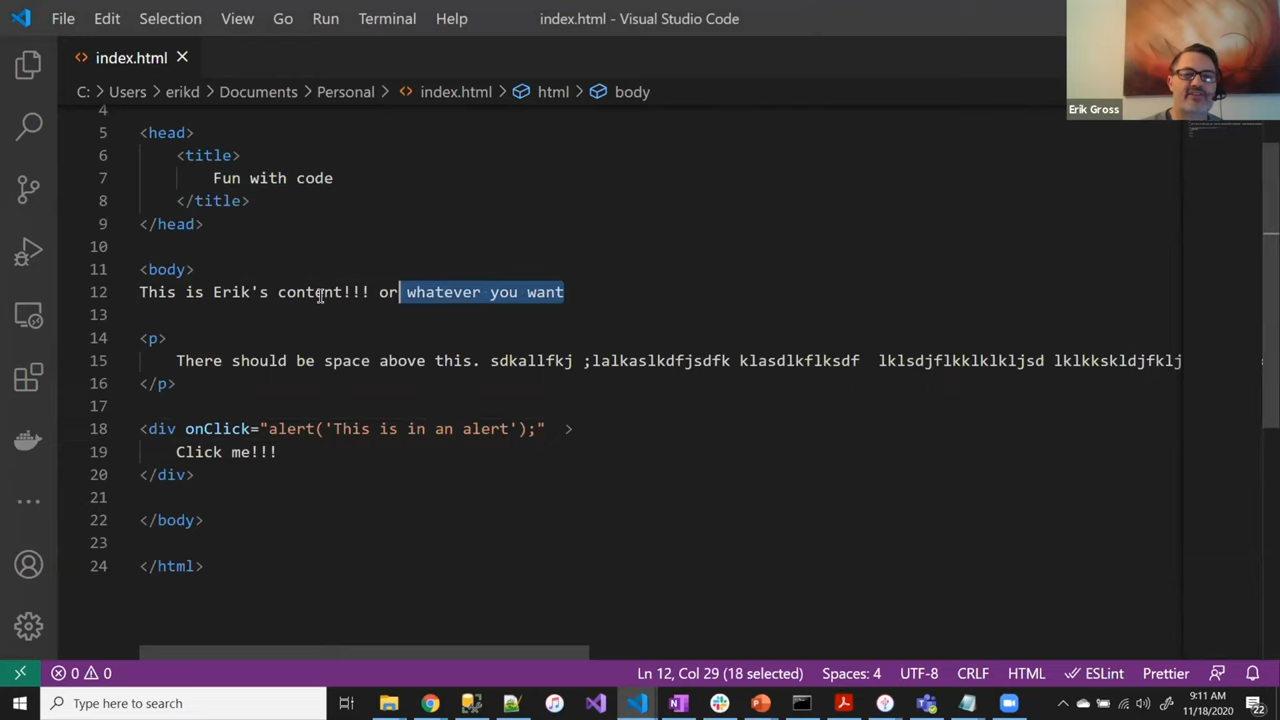 File Edit Selection View Go Run Terminal Help index.html - Visual Studio Code
index.html
C: Users erikd Documents Personal index.html html body
Erik Gross
4
5 <head>
6 <title>
7 Fun with code
8 </title>
9 </head>
10
11 <body>
12 This is Erik's content!!! or whatever you want
13
14 <p>
15 There should be space above this. sdkallfkj ;lalkaslkdfjsdfk klasdlkflksdf lklsdjflkklklkljsd lklkkskldjfklj
16 </p>
17
18 <div onClick="alert('This is in an alert');" >
19 Click me!!!
20 </div>
21
22 </body>
23
24 </html>
0 0 Ln 12, Col 29 (18 selected) Spaces: 4 UTF-8 CRLF HTML ESLint Prettier
Type here to search
9:11 AM
11/18/2020
22